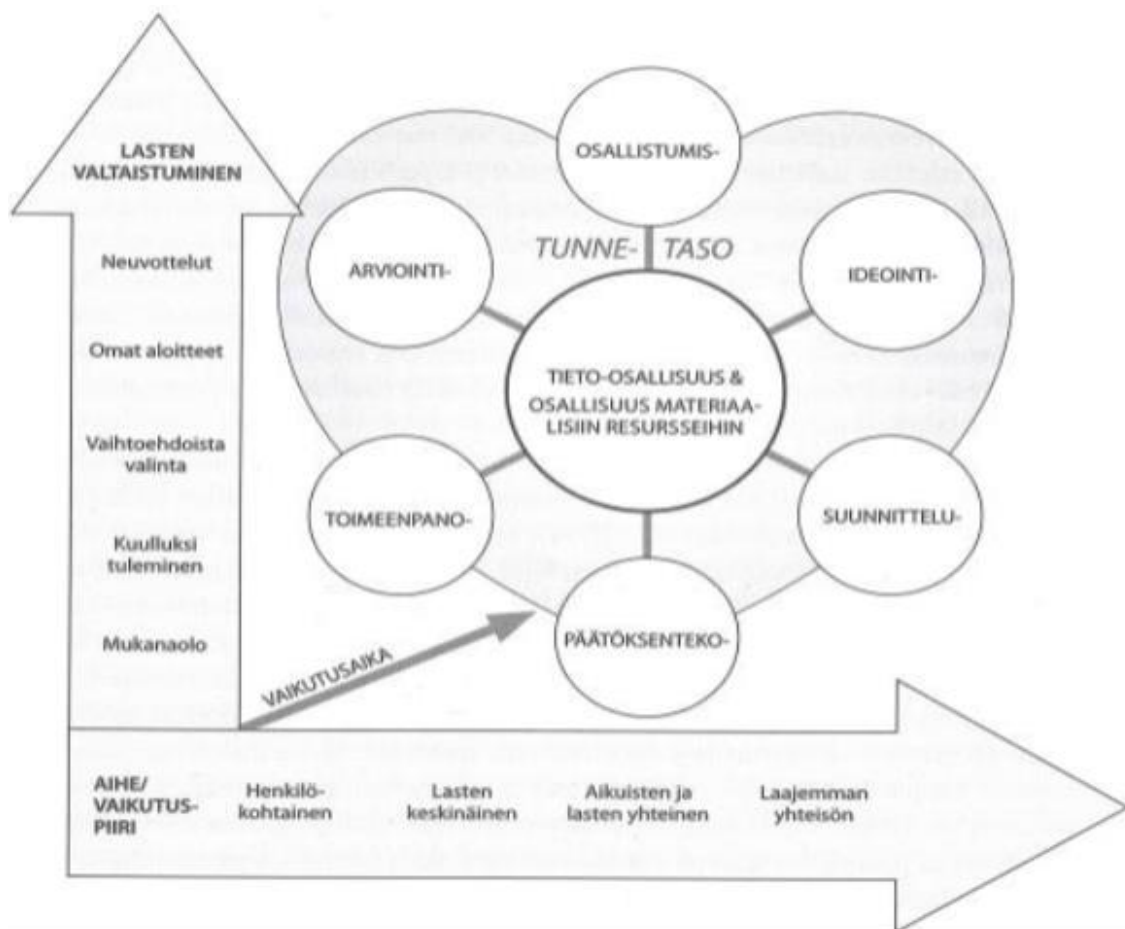 LASTEN
VALTAISTUMINEN
Neuvottelut
Omat aloitteet
Vaihtoehdoista
valinta
Kuulluksi
tuleminen
Mukanaolo
OSALLISTUMIS-
TUNNE- TASO
ARVIOINTI-
IDEOINTI-
TIETO-OSALLISUUS &
OSALLISUUS MATERIAA-
LISIIN RESURSSEIHIN
TOIMEENPANO-
SUUNNITTELU-
PÄÄTÖKSENTEKO-
VAIKUTUSAIKA
AIHE/
VAIKUTUS-
PIIRI
Henkilö-
kohtainen
Lasten
keskinäinen
Aikuisten ja
lasten yhteinen
Laajemman
yhteisön